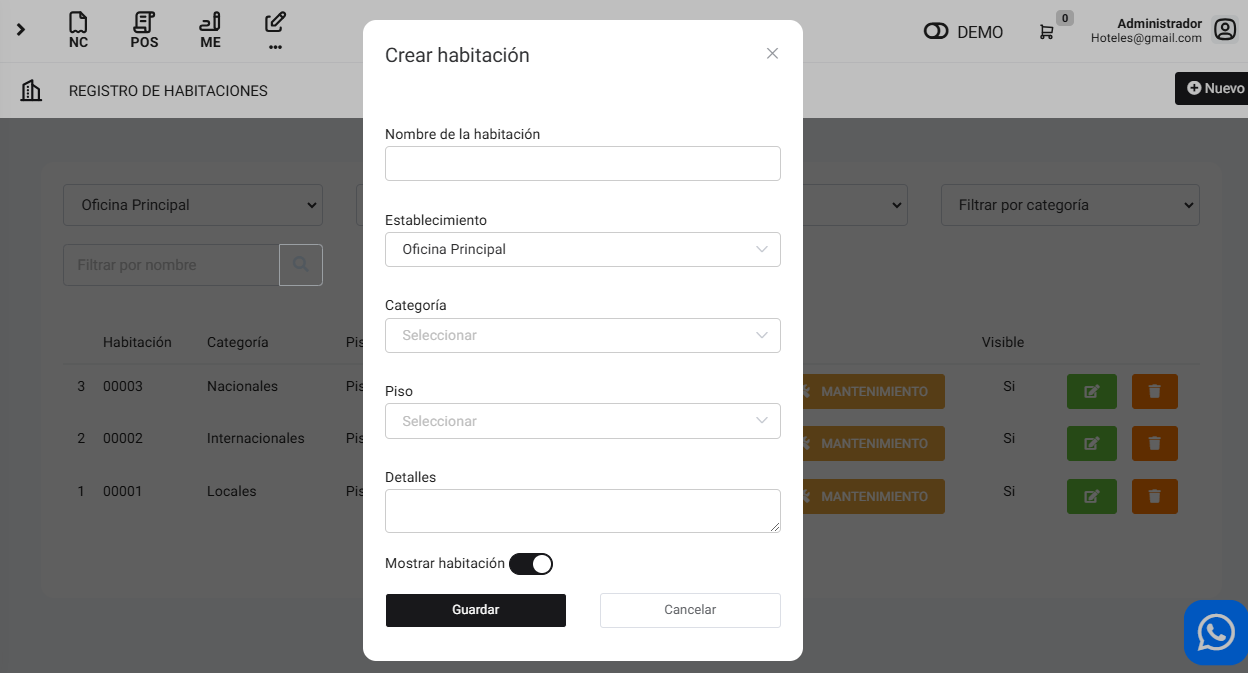 NC
POS
ME
...
DEMO
0
Administrador
Hoteles@gmail.com
REGISTRO DE HABITACIONES
Nuevo
Crear habitación
Nombre de la habitación
Establecimiento
Oficina Principal
Categoría
Seleccionar
Piso
Seleccionar
Detalles
Mostrar habitación
Guardar
Cancelar
Oficina Principal
Filtrar por categoría
Filtrar por nombre
Habitación Categoría Pis Visible
3 00003 Nacionales Pis MANTENIMIENTO Si
2 00002 Internacionales Pis MANTENIMIENTO Si
1 00001 Locales Pis MANTENIMIENTO Si